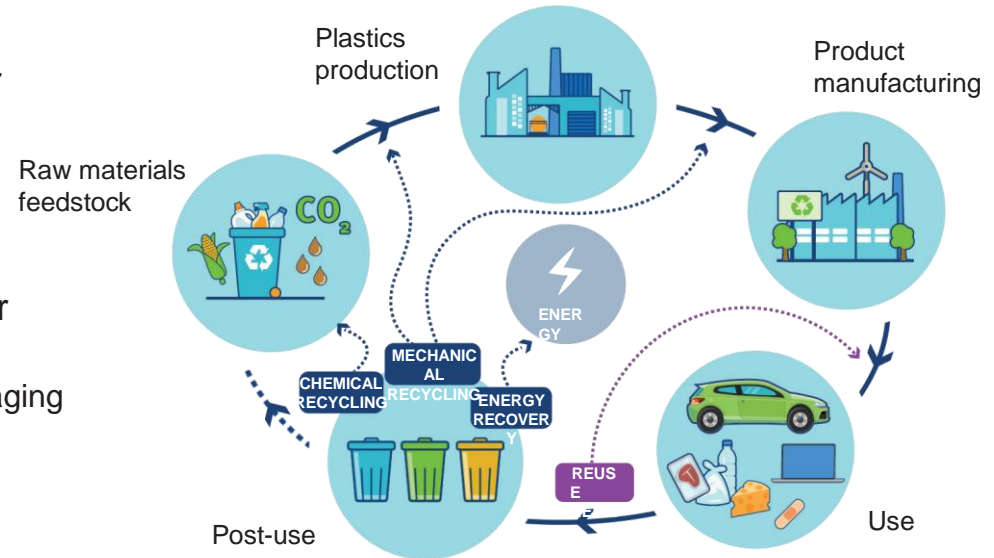 Plastics
production
Product
manufacturing
Raw materials
feedstock
CO2
r
aging
ENER
GY
MECHANIC
AL
RECYCLING
CHEMICAL
RECYCLING
ENERGY
RECOVER
Y
REUS
E
Use
Post-use